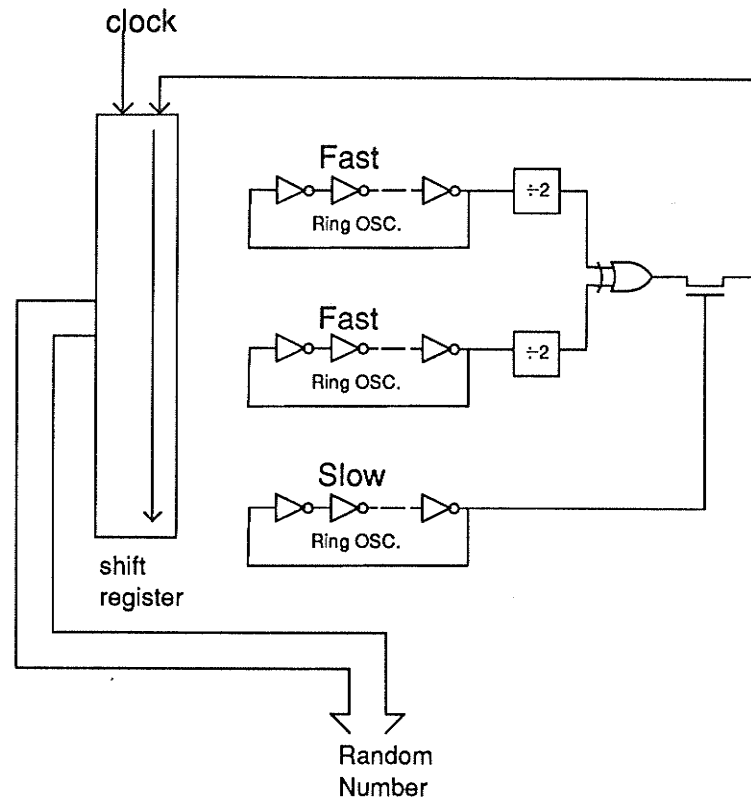 clock
Fast
Ring OSC.
÷2
Fast
Ring OSC.
÷2
Slow
Ring OSC.
shift
register
Random
Number